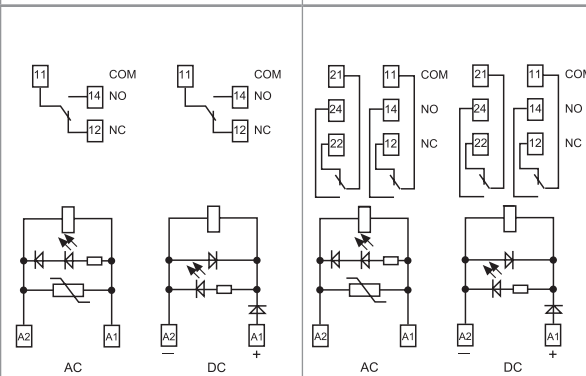 11 COM
14 NO
12 NC
11 COM
14 NO
12 NC
21 11 COM
24 14 NO
22 12 NC
21 11 COM
24 14 NO
22 12 NC
A2 A1
AC
A2 A1
— +
DC
A2 A1
AC
A2 A1
— +
DC